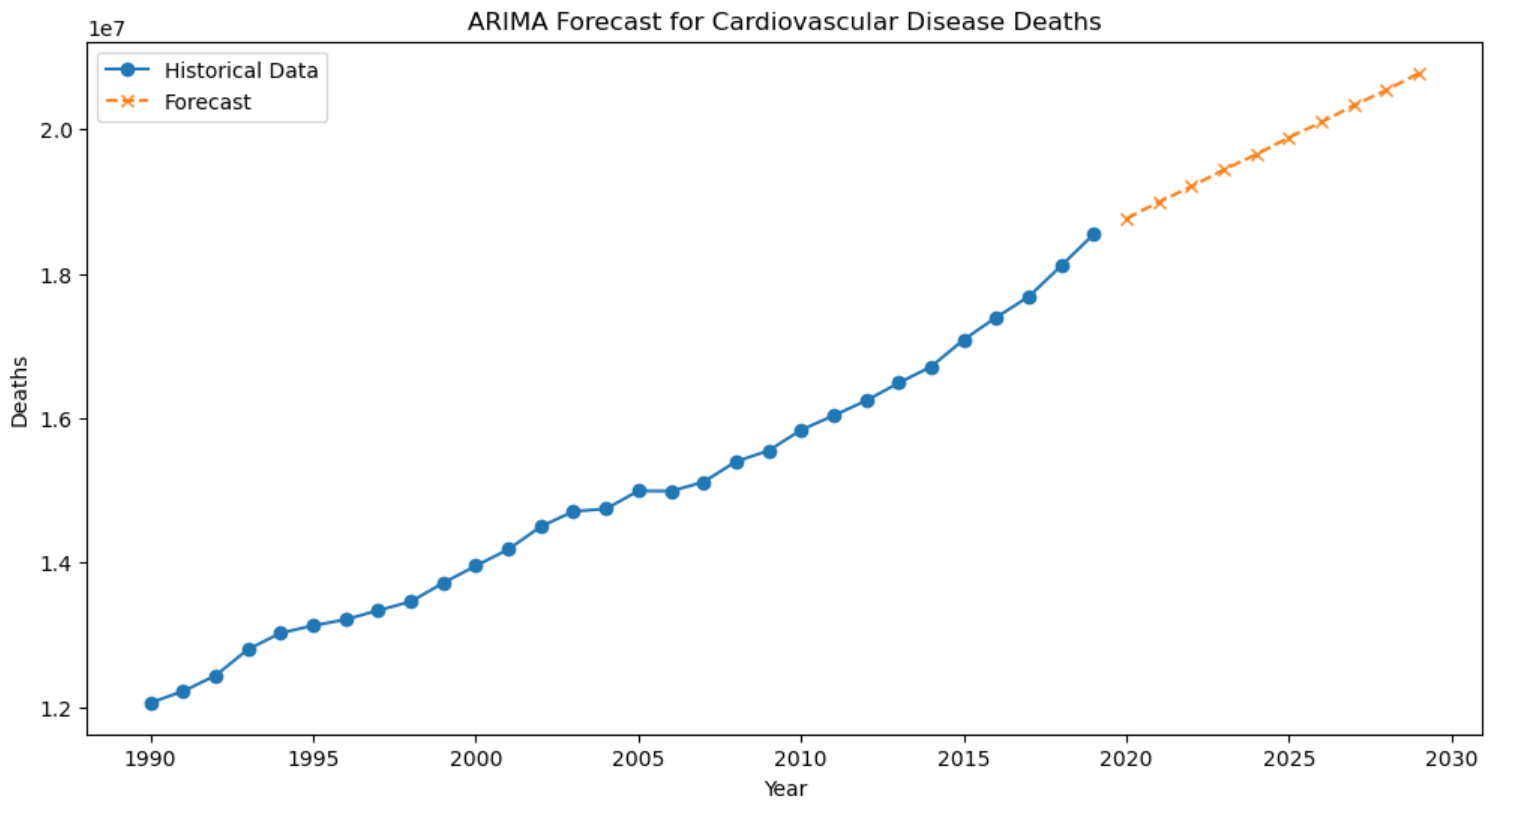 ARIMA Forecast for Cardiovascular Disease Deaths
1e7
Historical Data
Forecast
2.0
1.8
1.6
1.4
1.2
Deaths
1990 1995 2000 2005 2010 2015 2020 2025 2030
Year